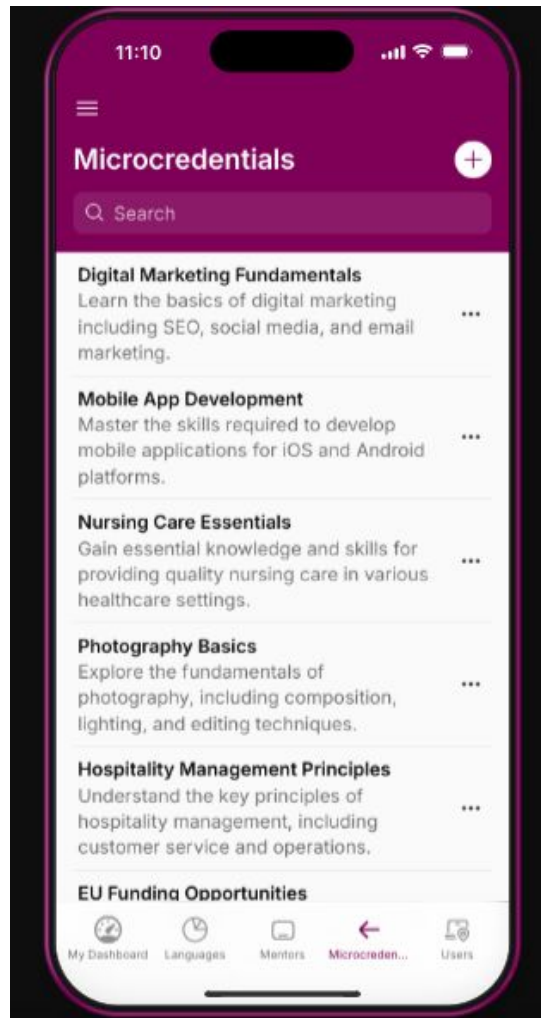 11:10
Microcredentials
Search
Digital Marketing Fundamentals
Learn the basics of digital marketing
including SEO, social media, and email
marketing.
Mobile App Development
Master the skills required to develop
mobile applications for iOS and Android
platforms.
Nursing Care Essentials
Gain essential knowledge and skills for
providing quality nursing care in various
healthcare settings.
Photography Basics
Explore the fundamentals of
photography, including composition,
lighting, and editing techniques.
Hospitality Management Principles
Understand the key principles of
hospitality management, including
customer service and operations.
EU Funding Opportunities
My Dashboard Languages Mentors Microcreden... Users